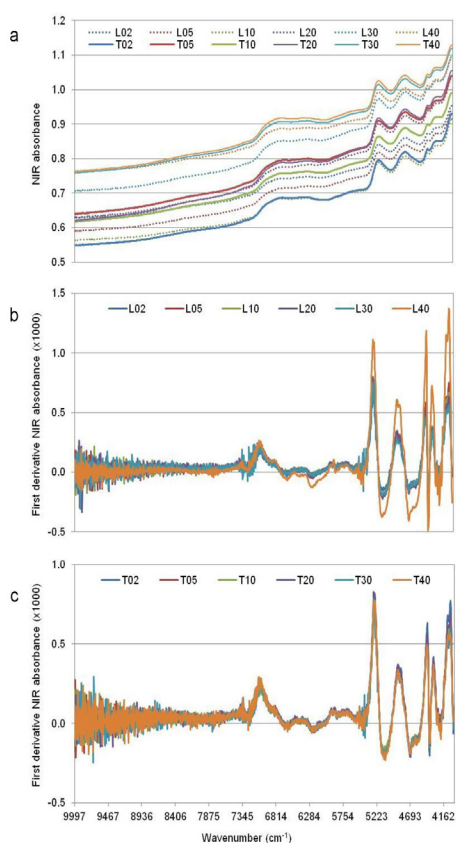 a
L02 L05 L10 L20 L30 L40
T02 T05 T10 T20 T30 T40
1.2
1.1
1.0
0.9
0.8
0.7
0.6
0.5
NIR absorbance
b
L02 L05 L10 L20 L30 L40
1.5
1.0
0.5
0.0
-0.5
First derivative NIR absorbance (x1000)
c
T02 T05 T10 T20 T30 T40
1.0
0.5
0.0
-0.5
First derivative NIR absorbance (x1000)
9997 9467 8936 8406 7875 7345 6814 6284 5754 5223 4693 4162
Wavenumber (cm-1)